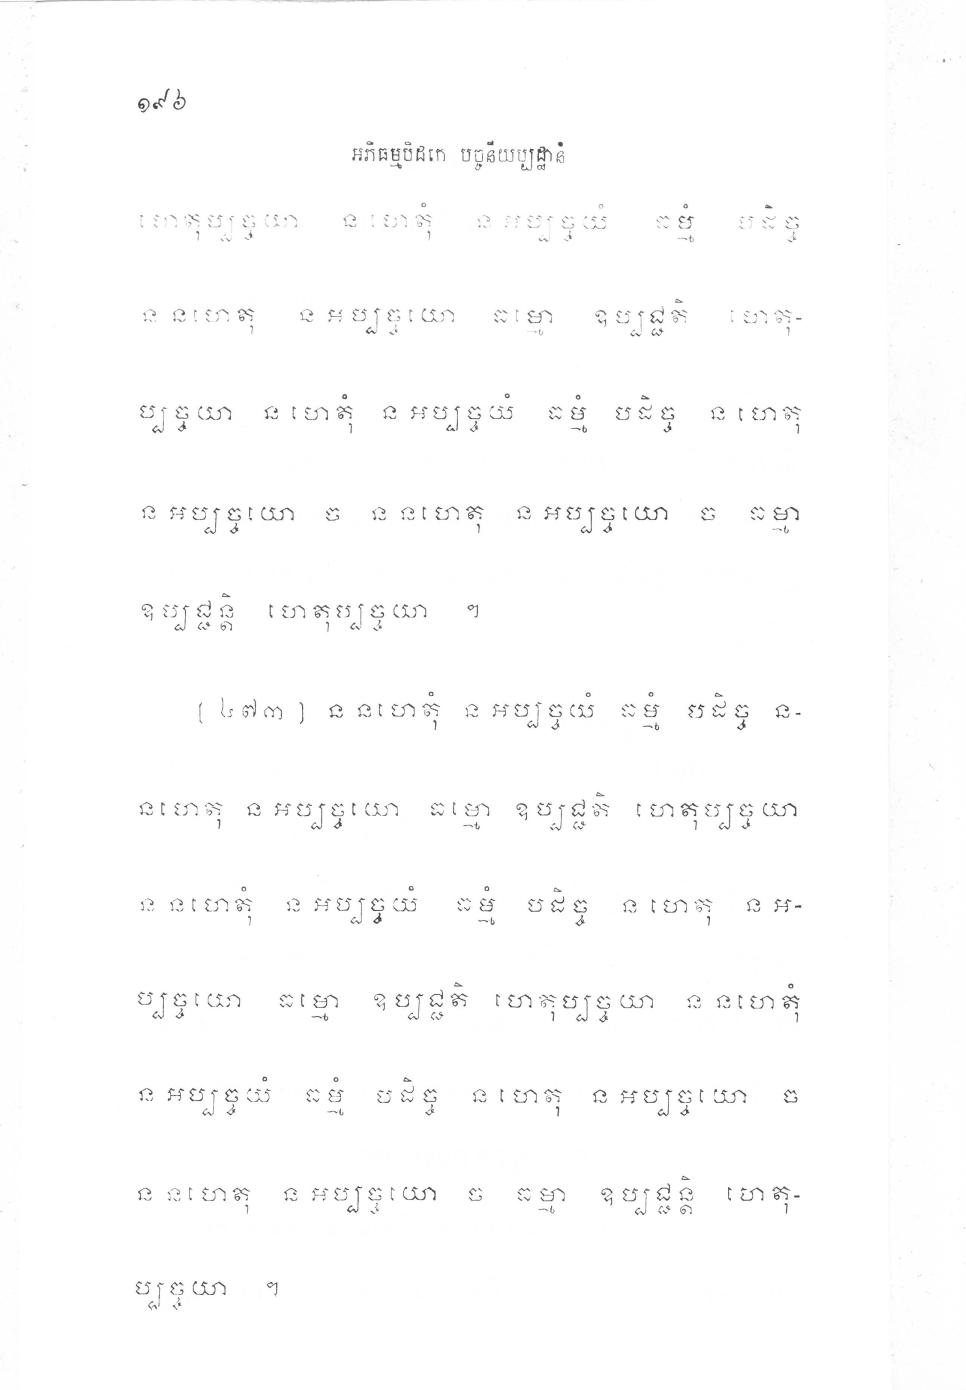 ១៩៦
អភិធម្មបិដកេ បច្ចនីយប្បដ្ឋានំ
ហេតុប្បច្ចយា ន ហេតុំ ន អប្បច្ចយំ ធម្មំ បដិច្ច
ន នហេតុ ន អប្បច្ចយោ ធម្មោ ឧប្បជ្ជតិ ហេតុ-
ប្បច្ចយា ន ហេតុំ ន អប្បច្ចយំ ធម្មំ បដិច្ច ន ហេតុ
ន អប្បច្ចយោ ច ន នហេតុ ន អប្បច្ចយោ ច ធម្មា
ឧប្បជ្ជន្តិ ហេតុប្បច្ចយា ។
[ ៤៧៣ ] ន នហេតុំ ន អប្បច្ចយំ ធម្មំ បដិច្ច ន-
នហេតុ ន អប្បច្ចយោ ធម្មោ ឧប្បជ្ជតិ ហេតុប្បច្ចយា
ន នហេតុំ ន អប្បច្ចយំ ធម្មំ បដិច្ច ន ហេតុ ន អ-
ប្បច្ចយោ ធម្មោ ឧប្បជ្ជតិ ហេតុប្បច្ចយា ន នហេតុំ
ន អប្បច្ចយំ ធម្មំ បដិច្ច ន ហេតុ ន អប្បច្ចយោ ច
ន នហេតុ ន អប្បច្ចយោ ច ធម្មា ឧប្បជ្ជន្តិ ហេតុ-
ប្បច្ចយា ។